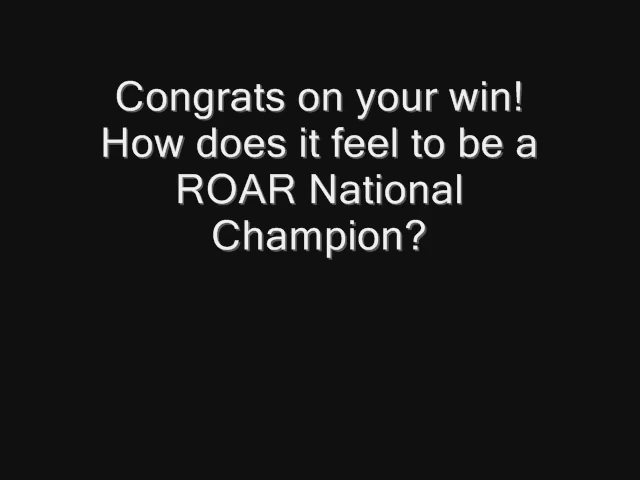 Congrats on your win!
How does it feel to be a
ROAR National
Champion?